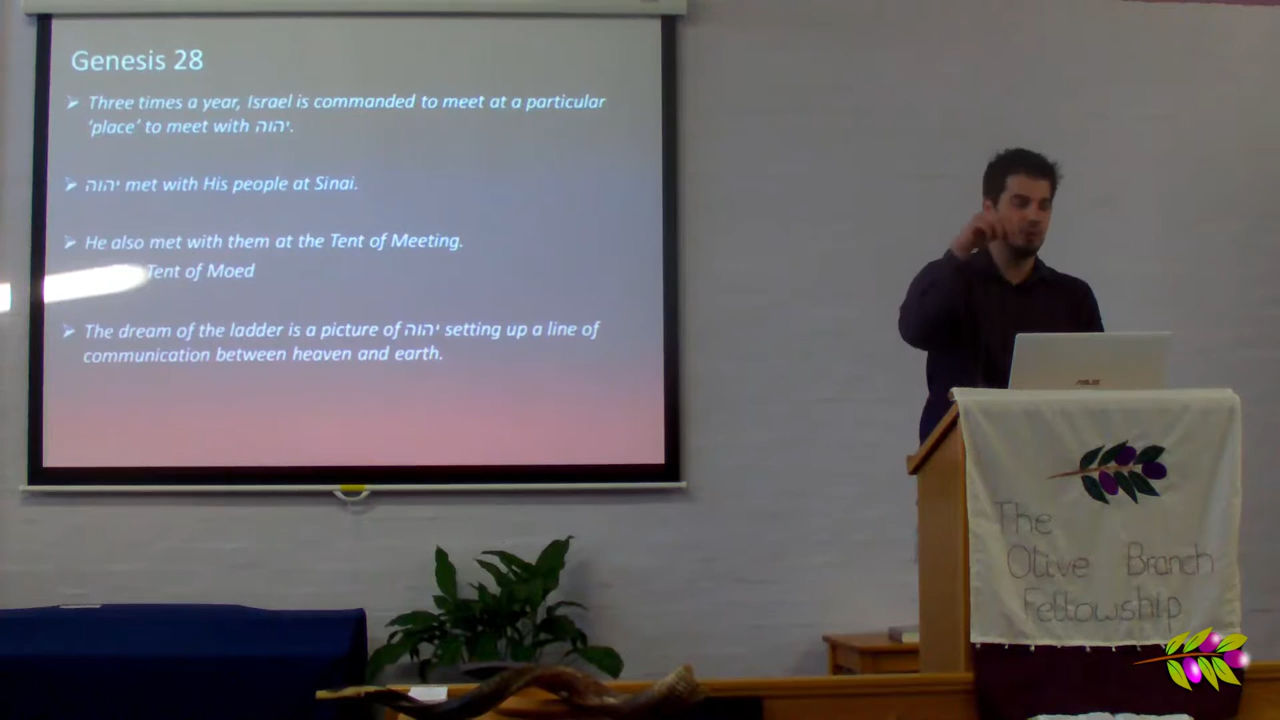 Genesis 28
Three times a year, Israel is commanded to meet at a particular
'place' to meet with יהוה.
יהוה met with His people at Sinai.
He also met with them at the Tent of Meeting.
Tent of Moed
The dream of the ladder is a picture of יהוה setting up a line of
communication between heaven and earth.
ASUS
The
Olive Branch
Fellowship